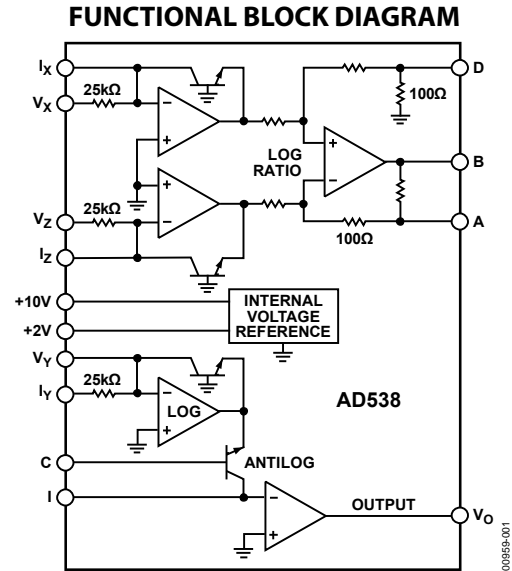 FUNCTIONAL BLOCK DIAGRAM
IX
25kΩ
VX
D
100Ω
LOG
RATIO
B
VZ
25kΩ
A
100Ω
IZ
+10V
INTERNAL
VOLTAGE
REFERENCE
+2V
VY
25kΩ
IY
LOG
AD538
C
ANTILOG
I
OUTPUT
VO
00959-001
+
−
+
−
+
−
−
+
−
+